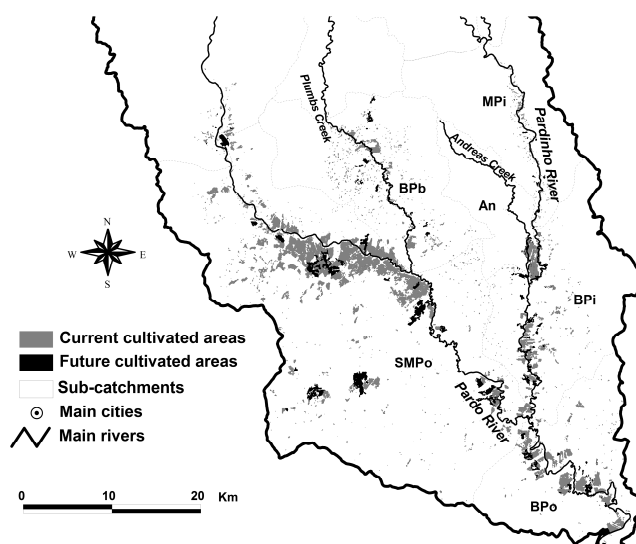 MPi
Pardinho River
Plumbs Creek
Andreas Creek
BPb
An
N
W E
S
BPi
Current cultivated areas
Future cultivated areas
SMPo
Sub-catchments
Main cities
Pardo River
Main rivers
0 10 20 Km
BPo